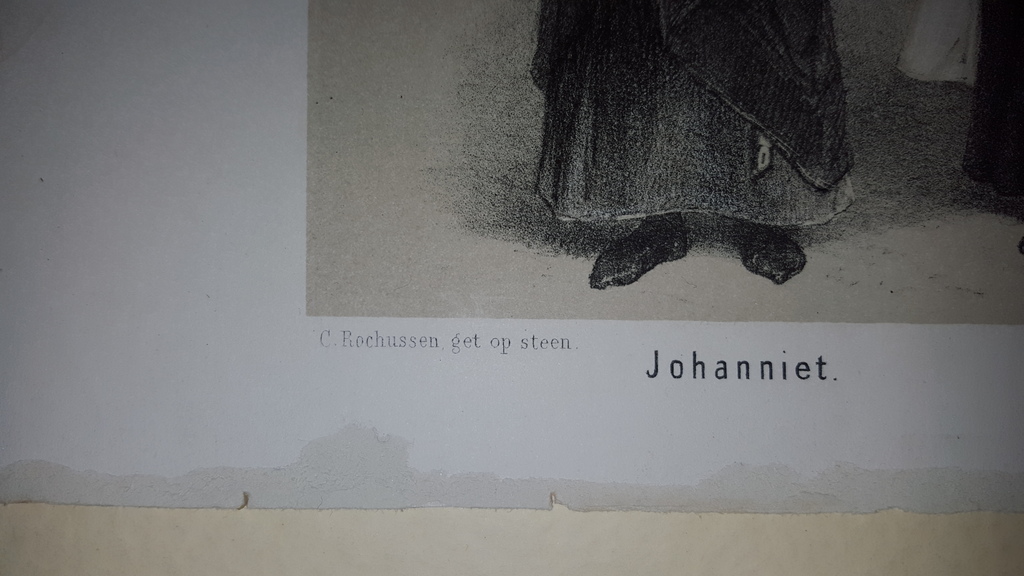 C. Rochussen, get op steen.
Johanniet.